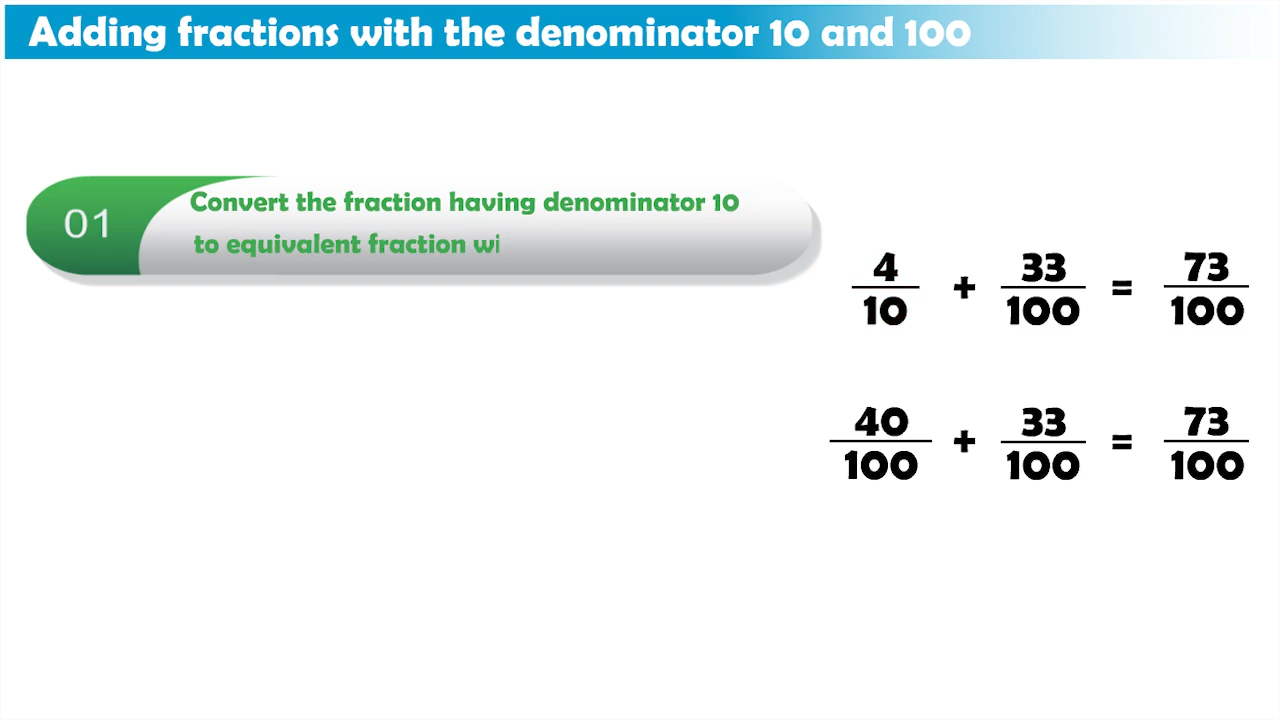 Adding fractions with the denominator 10 and 100
01
Convert the fraction having denominator 10
to equivalent fraction wi
4/10 + 33/100 = 73/100
40/100 + 33/100 = 73/100